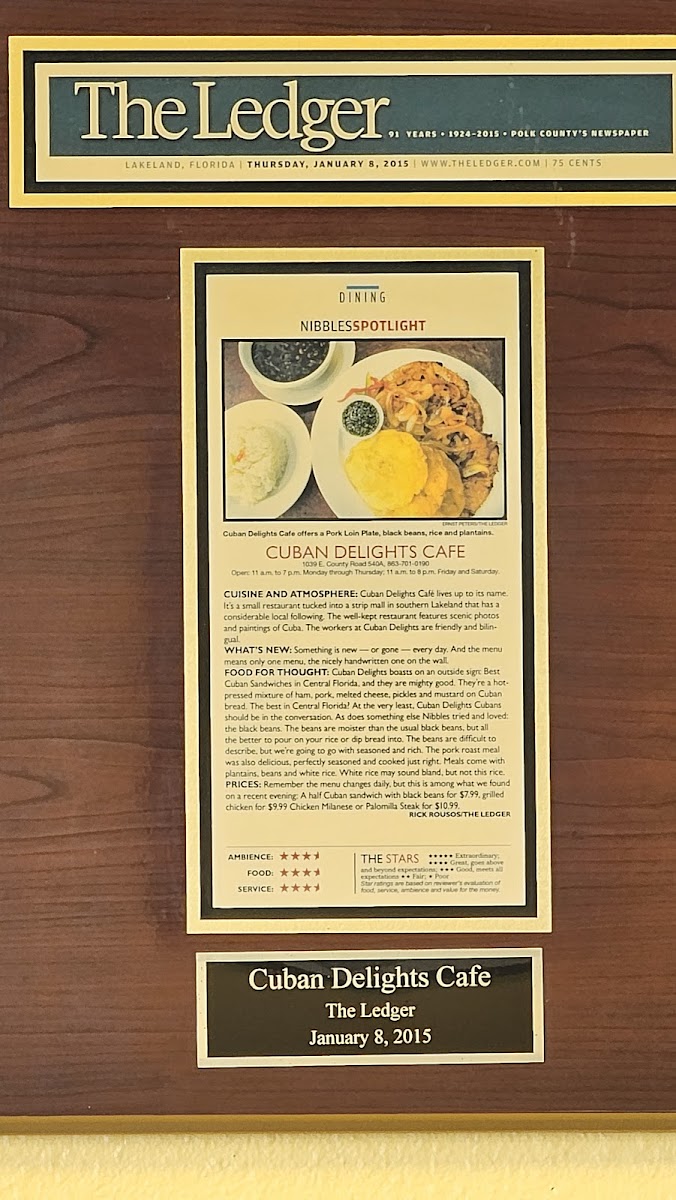 The Ledger
91 YEARS • 1924-2015 • POLK COUNTY'S NEWSPAPER
LAKELAND, FLORIDA | THURSDAY, JANUARY 8, 2015 | WWW.THELEDGER.COM | 75 CENTS
DINING
NIBBLESSPOTLIGHT
ERNST PETERS/THE LEDGER
Cuban Delights Cafe offers a Pork Loin Plate, black beans, rice and plantains.
CUBAN DELIGHTS CAFE
1039 E. County Road 540A, 863-701-0190
Open: 11 a.m. to 7 p.m. Monday through Thursday; 11 a.m. to 8 p.m. Friday and Saturday.
CUISINE AND ATMOSPHERE: Cuban Delights Café lives up to its name.
It's a small restaurant tucked into a strip mall in southern Lakeland that has a
considerable local following. The well-kept restaurant features scenic photos
and paintings of Cuba. The workers at Cuban Delights are friendly and bilin-
gual.
WHAT'S NEW: Something is new — or gone — every day. And the menu
means only one menu, the nicely handwritten one on the wall.
FOOD FOR THOUGHT: Cuban Delights boasts on an outside sign: Best
Cuban Sandwiches in Central Florida, and they are mighty good. They're a hot-
pressed mixture of ham, pork, melted cheese, pickles and mustard on Cuban
bread. The best in Central Florida? At the very least, Cuban Delights Cubans
should be in the conversation. As does something else Nibbles tried and loved:
the black beans. The beans are moister than the usual black beans, but all
the better to pour on your rice or dip bread into. The beans are difficult to
describe, but we're going to go with seasoned and rich. The pork roast meal
was also delicious, perfectly seasoned and cooked just right. Meals come with
plantains, beans and white rice. White rice may sound bland, but not this rice.
PRICES: Remember the menu changes daily, but this is among what we found
on a recent evening: A half Cuban sandwich with black beans for $7.99, grilled
chicken for $9.99 Chicken Milanese or Palomilla Steak for $10.99.
RICK ROUSOS/THE LEDGER
AMBIENCE:
FOOD:
SERVICE:
THE STARS ★★★★★ Extraordinary;
★★★★ Great, goes above
and beyond expectations; ★★★ Good, meets all
expectations ★★ Fair; ★ Poor
Star ratings are based on reviewer's evaluation of
food, service, ambience and value for the money.
Cuban Delights Cafe
The Ledger
January 8, 2015